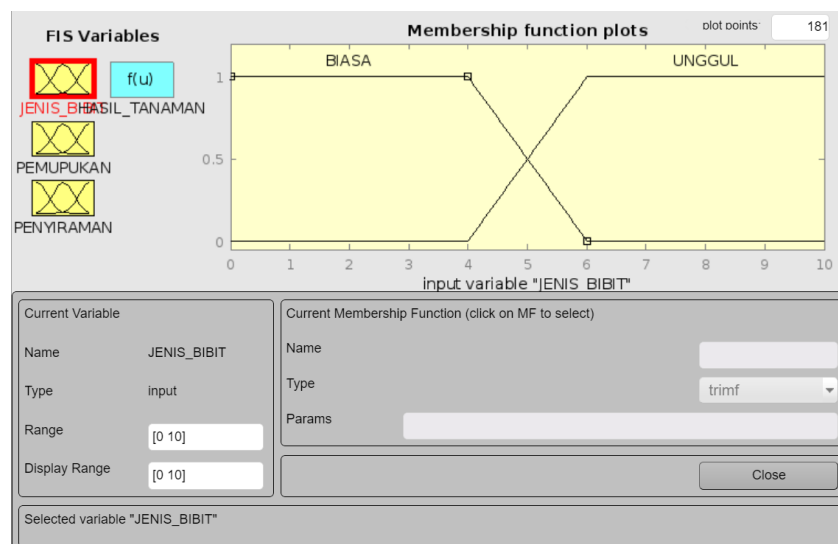 FIS Variables
Membership function plots
plot points:
181
f(u)
JENIS_BIBIT
HASIL_TANAMAN
PEMUPUKAN
PENYIRAMAN
BIASA
UNGGUL
1
0.5
0
0 1 2 3 4 5 6 7 8 9 10
input variable "JENIS_BIBIT"
Current Variable
Name JENIS_BIBIT
Type input
Range [0 10]
Display Range [0 10]
Current Membership Function (click on MF to select)
Name
Type trimf
Params
Close
Selected variable "JENIS_BIBIT"